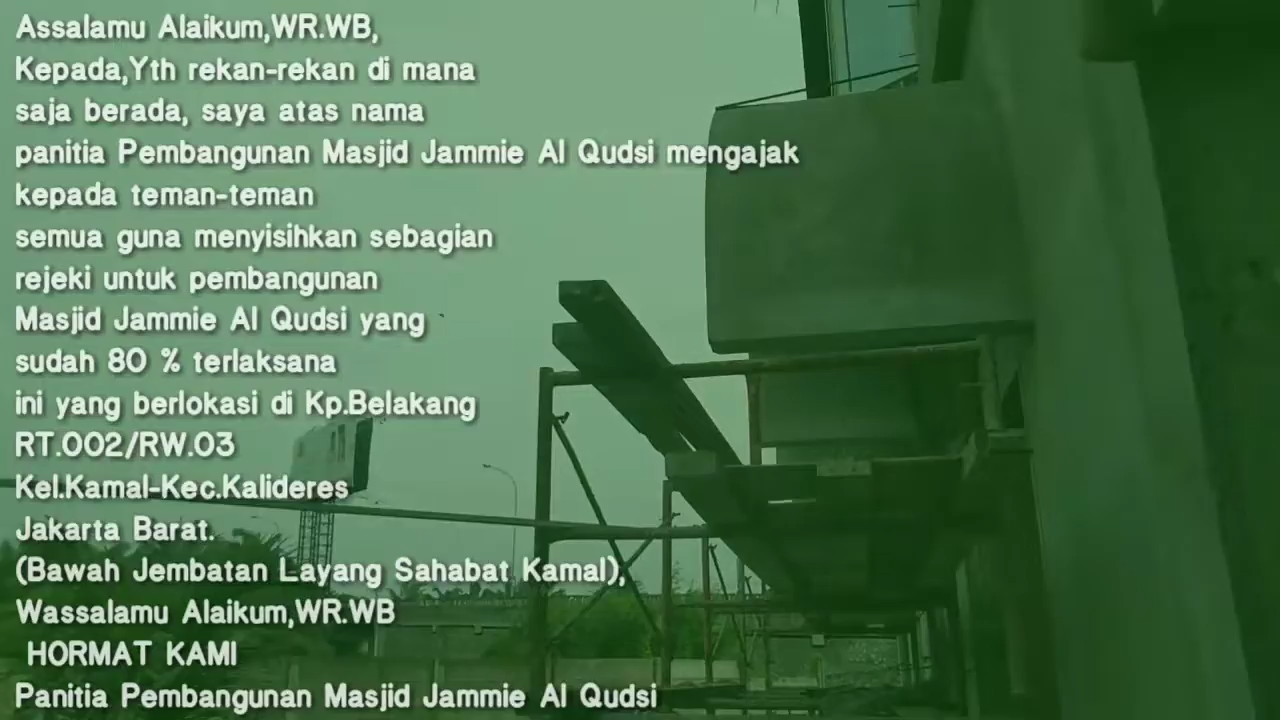 Assalamu Alaikum,WR.WB,
Kepada,Yth rekan-rekan di mana
saja berada, saya atas nama
panitia Pembangunan Masjid Jammie Al Qudsi mengajak
kepada teman-teman
semua guna menyisihkan sebagian
rejeki untuk pembangunan
Masjid Jammie Al Qudsi yang
sudah 80 % terlaksana
ini yang berlokasi di Kp.Belakang
RT.002/RW.03
Kel.Kamal-Kec.Kalideres
Jakarta Barat.
(Bawah Jembatan Layang Sahabat Kamal),
Wassalamu Alaikum,WR.WB
HORMAT KAMI
Panitia Pembangunan Masjid Jammie Al Qudsi